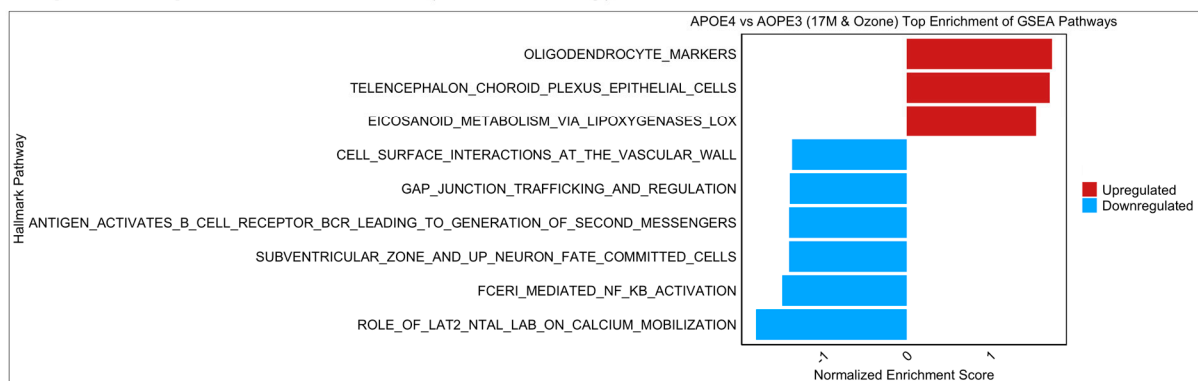 APOE4 vs AOPE3 (17M & Ozone) Top Enrichment of GSEA Pathways
Hallmark Pathway
OLIGODENDROCYTE_MARKERS
TELENCEPHALON_CHOROID_PLEXUS_EPITHELIAL_CELLS
EICOSANOID_METABOLISM_VIA_LIPOXYGENASES_LOX
CELL_SURFACE_INTERACTIONS_AT_THE_VASCULAR_WALL
GAP_JUNCTION_TRAFFICKING_AND_REGULATION
ANTIGEN_ACTIVATES_B_CELL_RECEPTOR_BCR_LEADING_TO_GENERATION_OF_SECOND_MESSENGERS
SUBVENTRICULAR_ZONE_AND_UP_NEURON_FATE_COMMITTED_CELLS
FCERI_MEDIATED_NF_KB_ACTIVATION
ROLE_OF_LAT2_NTAL_LAB_ON_CALCIUM_MOBILIZATION
-1 0 1
Normalized Enrichment Score
Upregulated
Downregulated